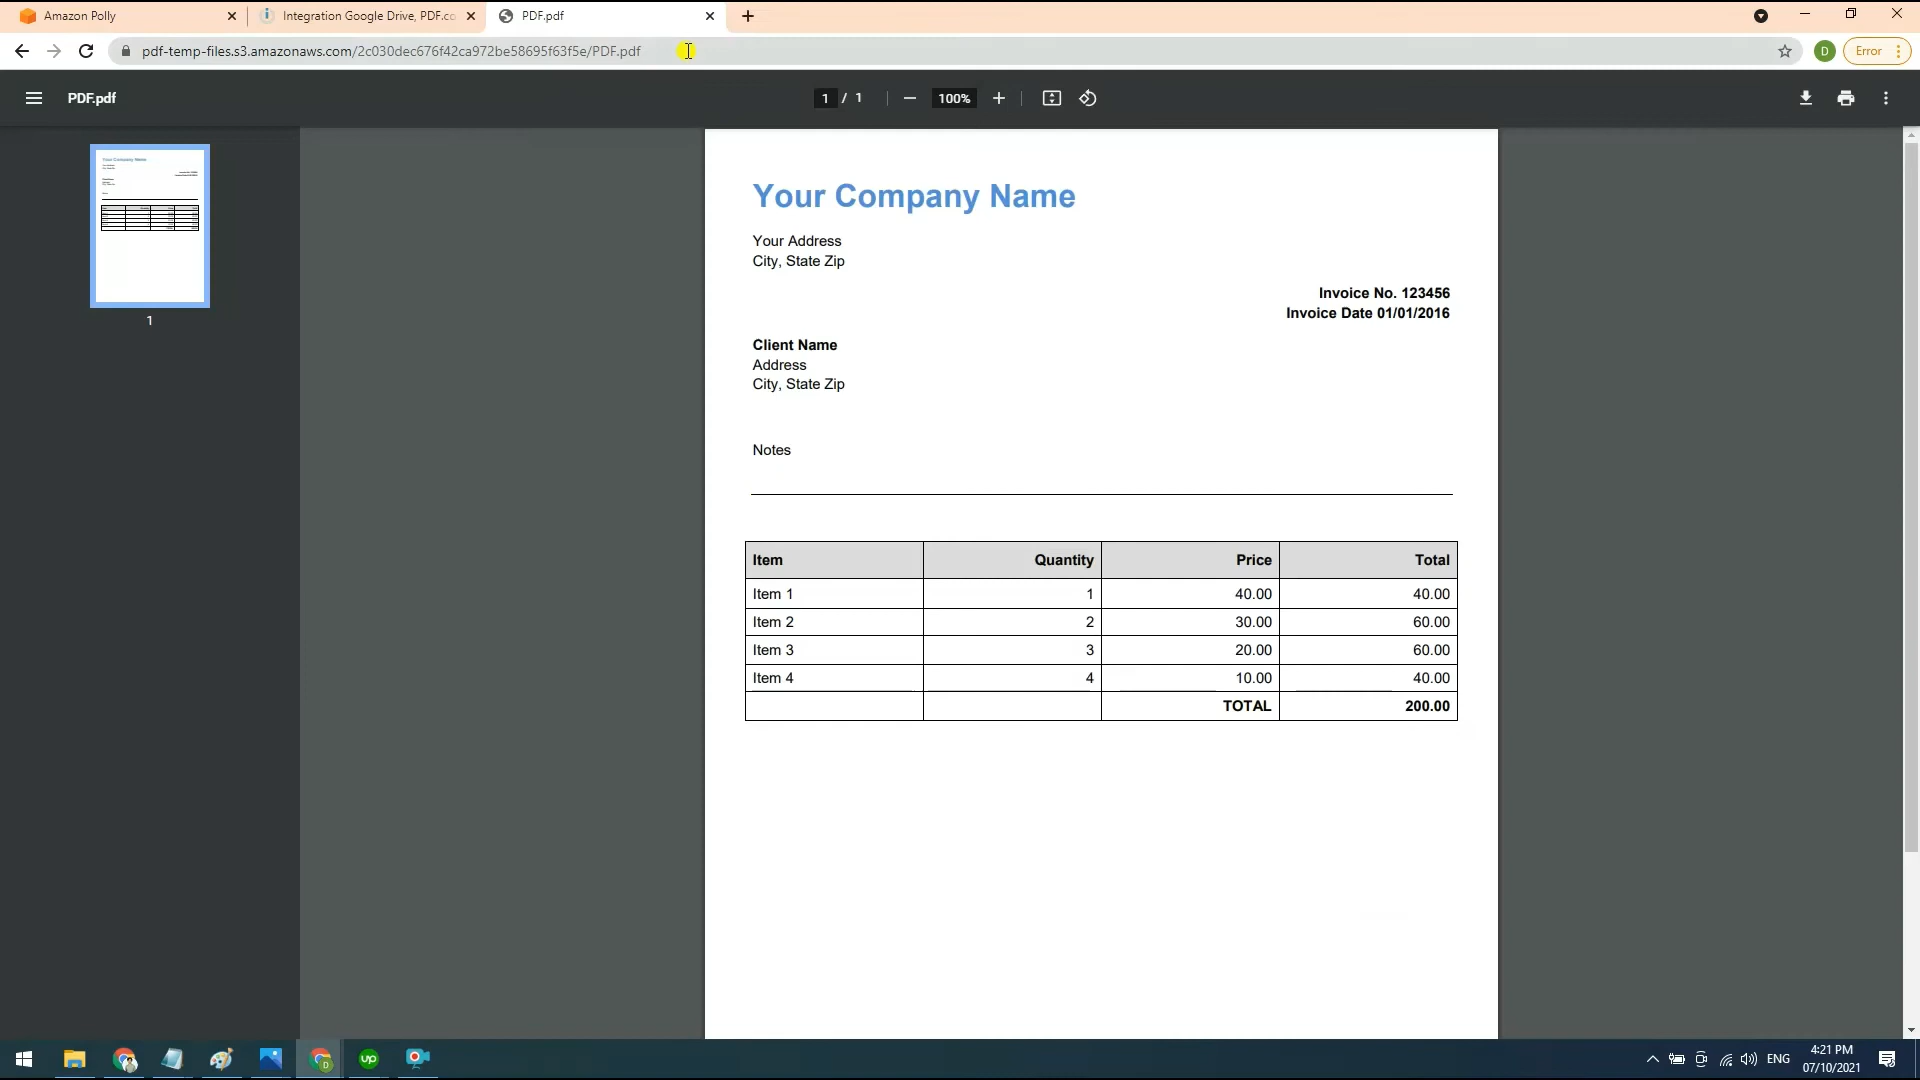 Amazon Polly
Integration Google Drive, PDF.co
PDF.pdf
pdf-temp-files.s3.amazonaws.com/2c030dec676f42ca972be58695f63f5e/PDF.pdf
D
Error
PDF.pdf
1 / 1
100%
1
Your Company Name
Your Address
City, State Zip
Invoice No. 123456
Invoice Date 01/01/2016
Client Name
Address
City, State Zip
Notes
Item Quantity Price Total
Item 1 1 40.00 40.00
Item 2 2 30.00 60.00
Item 3 3 20.00 60.00
Item 4 4 10.00 40.00
TOTAL 200.00
up
D
ENG
4:21 PM
07/10/2021